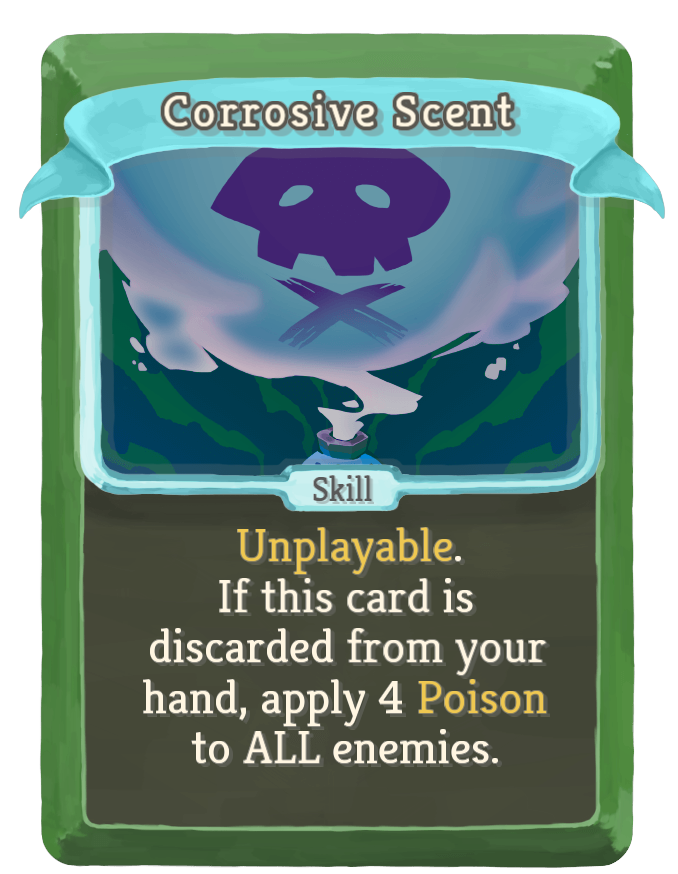 Corrosive Scent
Skill
Unplayable.
If this card is
discarded from your
hand, apply 4 Poison
to ALL enemies.